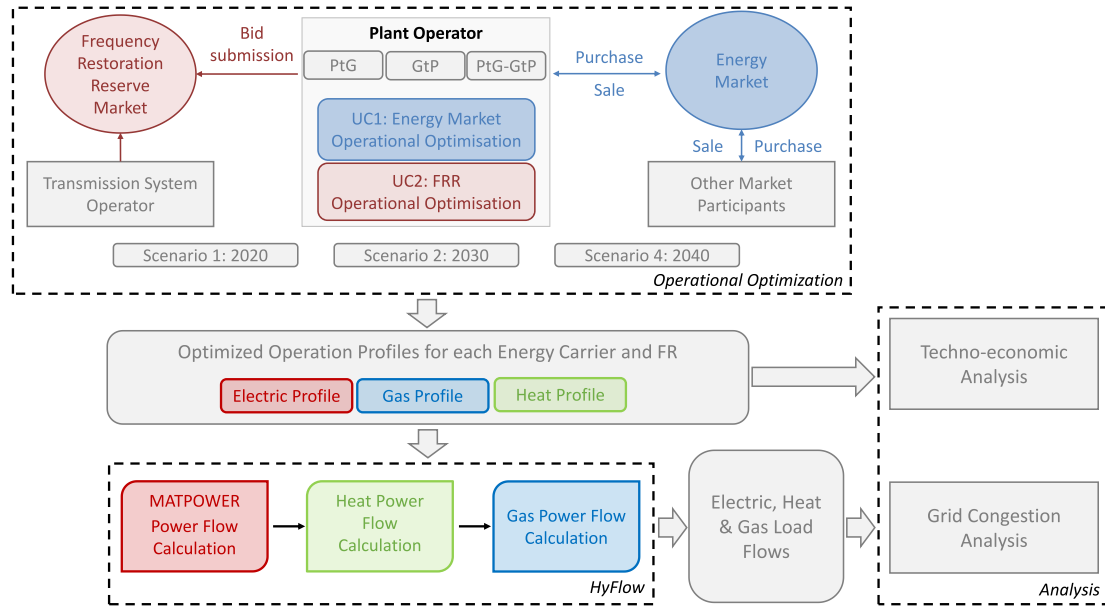 Frequency
Restoration
Reserve
Market
Bid
submission
Plant Operator
PtG
GtP
PtG-GtP
Purchase
Sale
Energy
Market
UC1: Energy Market
Operational Optimisation
UC2: FRR
Operational Optimisation
Sale
Purchase
Transmission System
Operator
Other Market
Participants
Scenario 1: 2020
Scenario 2: 2030
Scenario 4: 2040
Operational Optimization
Optimized Operation Profiles for each Energy Carrier and FR
Electric Profile
Gas Profile
Heat Profile
Techno-economic
Analysis
MATPOWER
Power Flow
Calculation
Heat Power
Flow
Calculation
Gas Power Flow
Calculation
HyFlow
Electric, Heat
& Gas Load
Flows
Grid Congestion
Analysis
Analysis